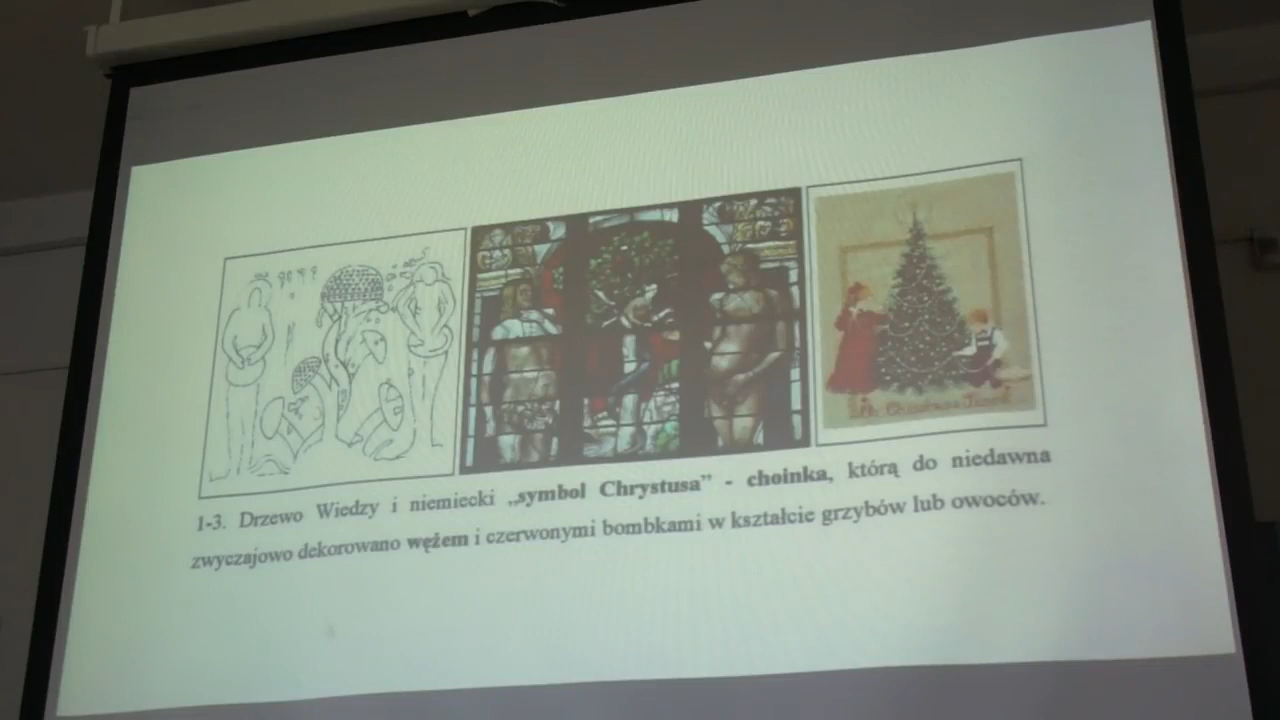 1-3. Drzewo Wiedzy i niemiecki „symbol Chrystusa” - choinka, którą do niedawna
zwyczajowo dekorowano wężem i czerwonymi bombkami w kształcie grzybów lub owoców.